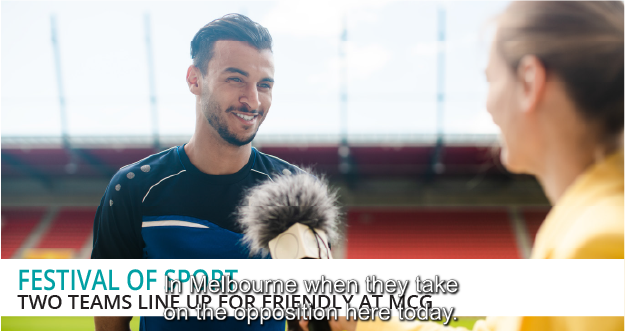 FESTIVAL OF SPORT
In Melbourne when they take
TWO TEAMS LINE UP FOR FRIENDLY AT MCG
on the opposition here today.